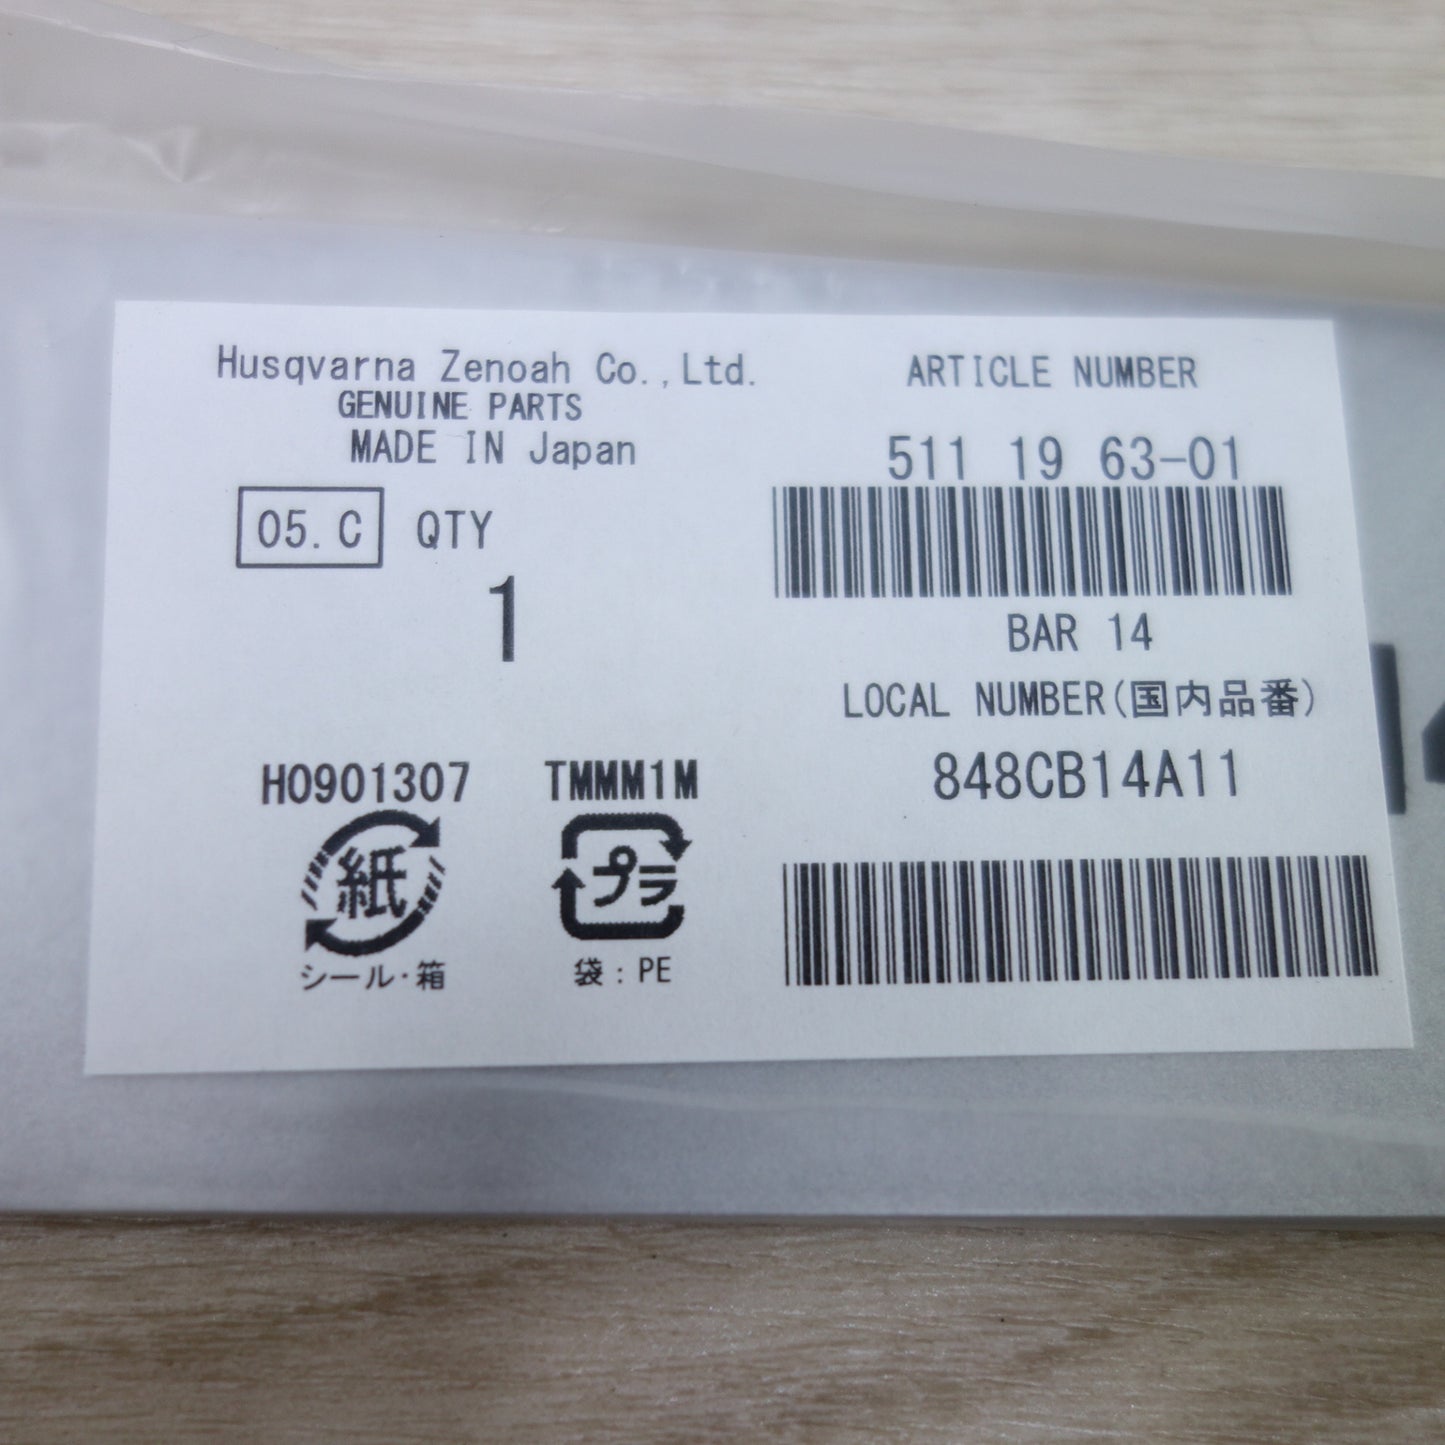 Husqvarna Zenoah Co.,Ltd.
GENUINE PARTS
MADE IN Japan
05.C QTY
1
ARTICLE NUMBER
511 19 63-01
BAR 14
LOCAL NUMBER(国内品番)
848CB14A11
H0901307
紙
シール・箱
TMMM1M
プラ
袋：PE